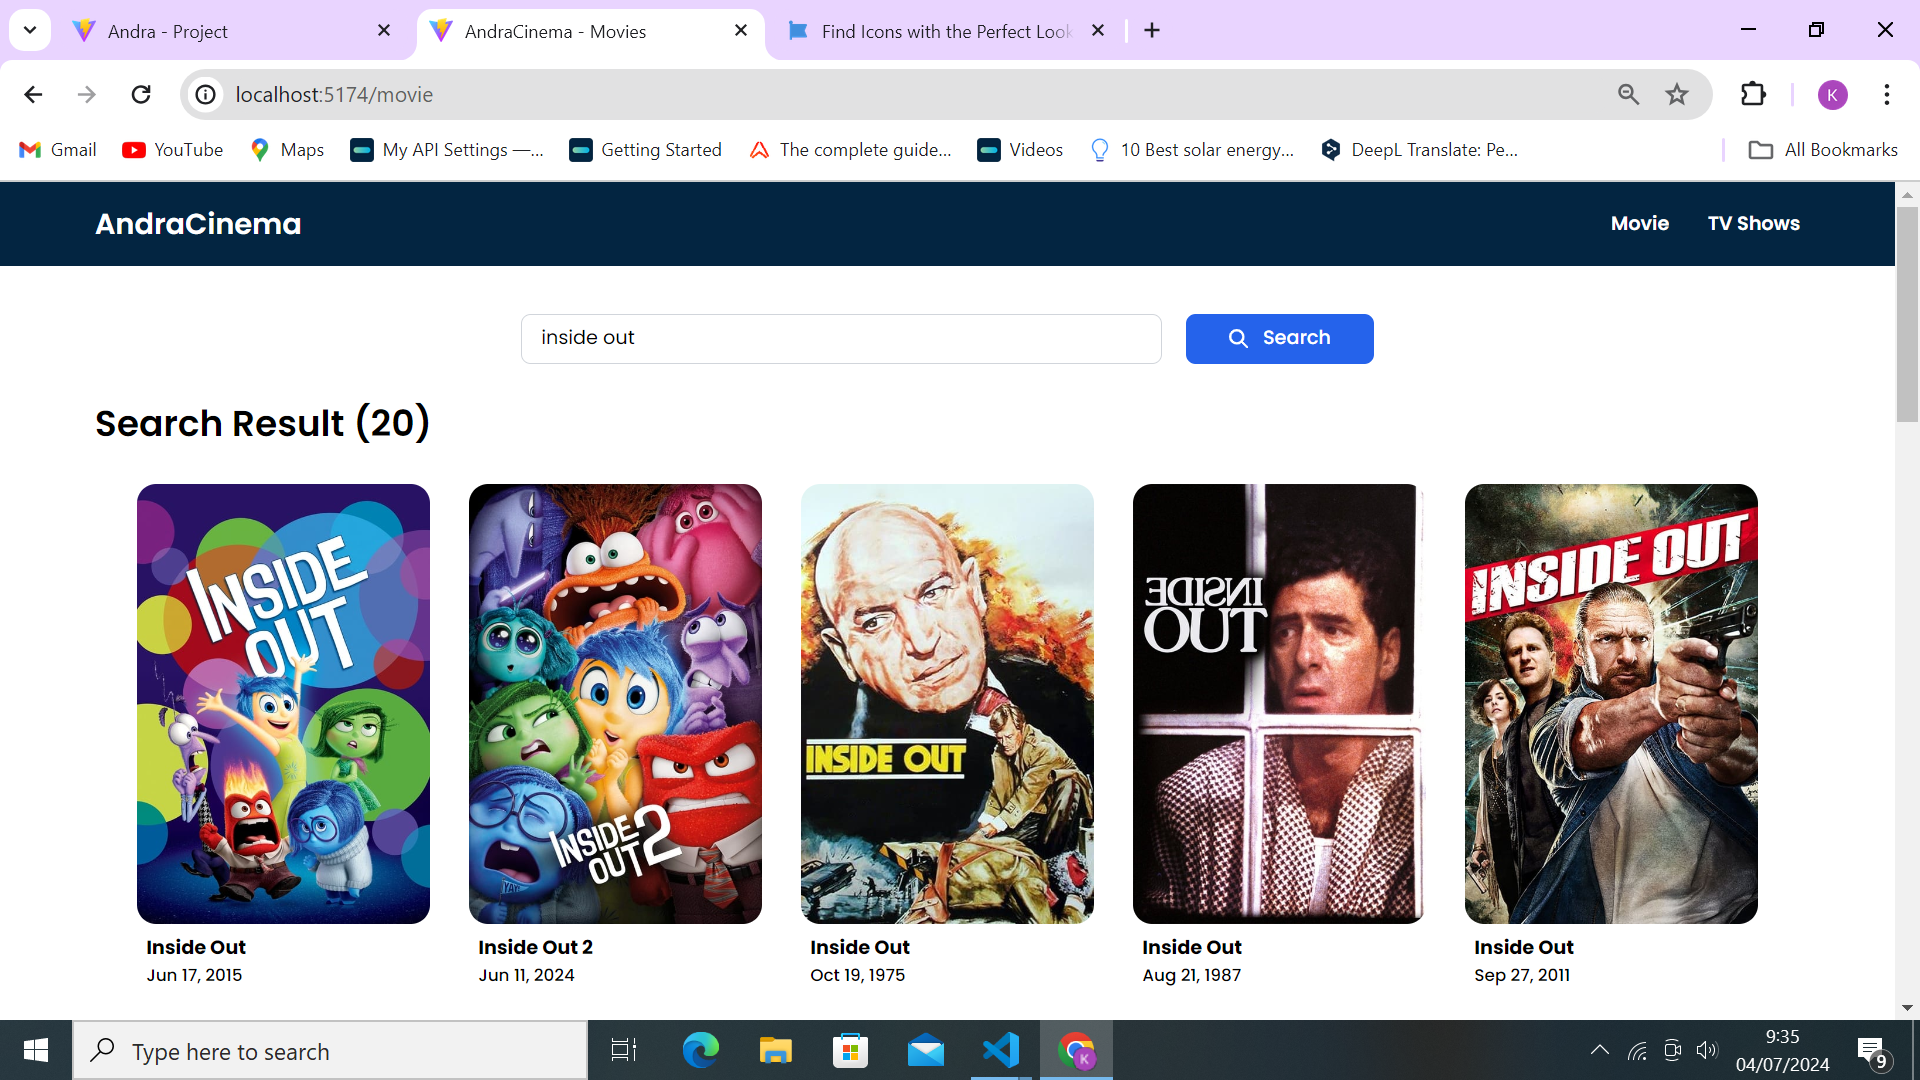 Andra - Project
AndraCinema - Movies
Find Icons with the Perfect Look
localhost:5174/movie
K
Gmail
YouTube
Maps
My API Settings —...
Getting Started
The complete guide...
Videos
10 Best solar energy...
DeepL Translate: Pe...
All Bookmarks
AndraCinema
Movie
TV Shows
inside out
Search
Search Result (20)
INSIDE
OUT
YAY!
INSIDE
OUT 2
INSIDE OUT
INSIDE
OUT
INSIDE OUT
Inside Out
Jun 17, 2015
Inside Out 2
Jun 11, 2024
Inside Out
Oct 19, 1975
Inside Out
Aug 21, 1987
Inside Out
Sep 27, 2011
Type here to search
K
9:35
04/07/2024
9